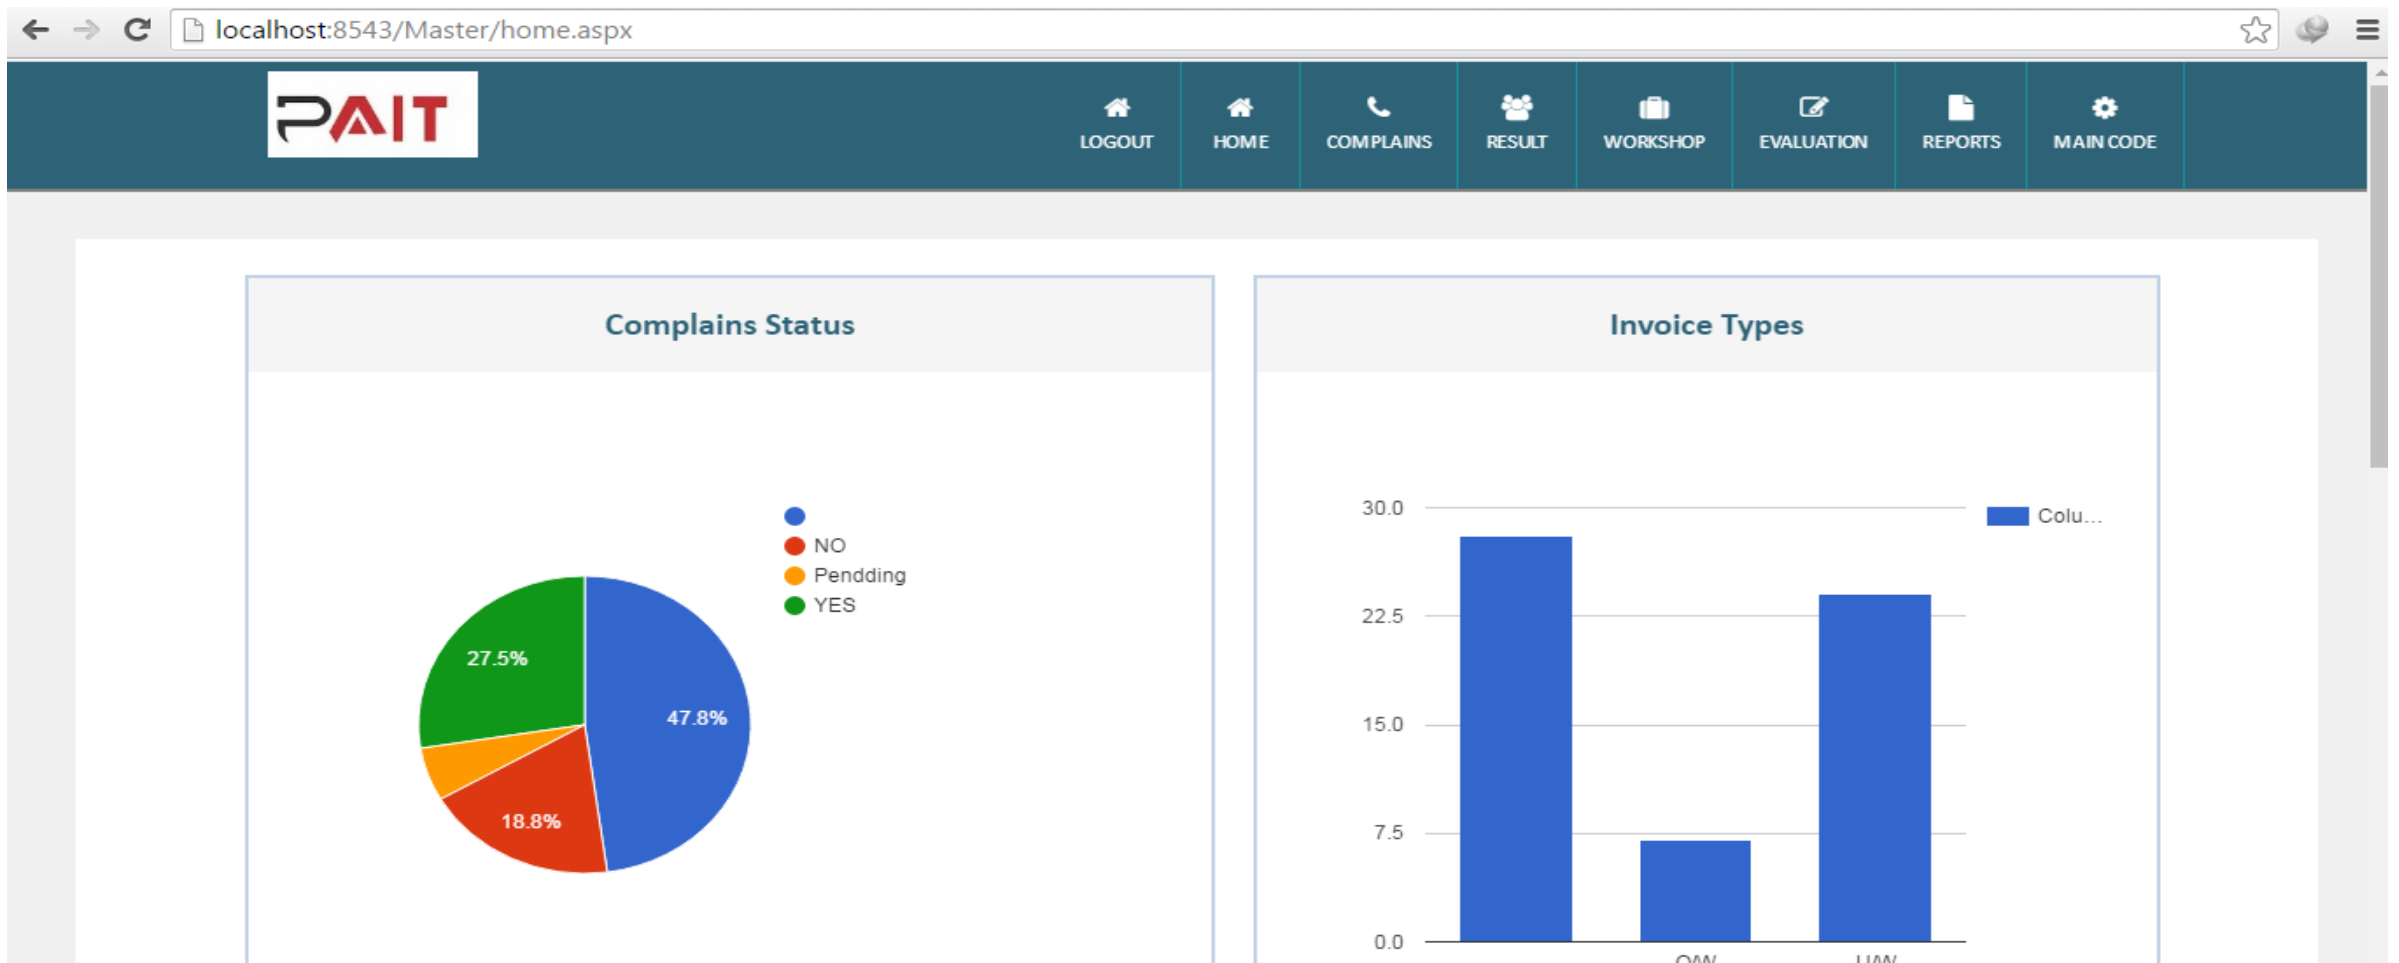 localhost:8543/Master/home.aspx
PAIT
LOGOUT
HOME
COMPLAINS
RESULT
WORKSHOP
EVALUATION
REPORTS
MAIN CODE
Complains Status
NO
Pendding
YES
27.5%
47.8%
18.8%
Invoice Types
30.0
22.5
15.0
7.5
0.0
Colu...